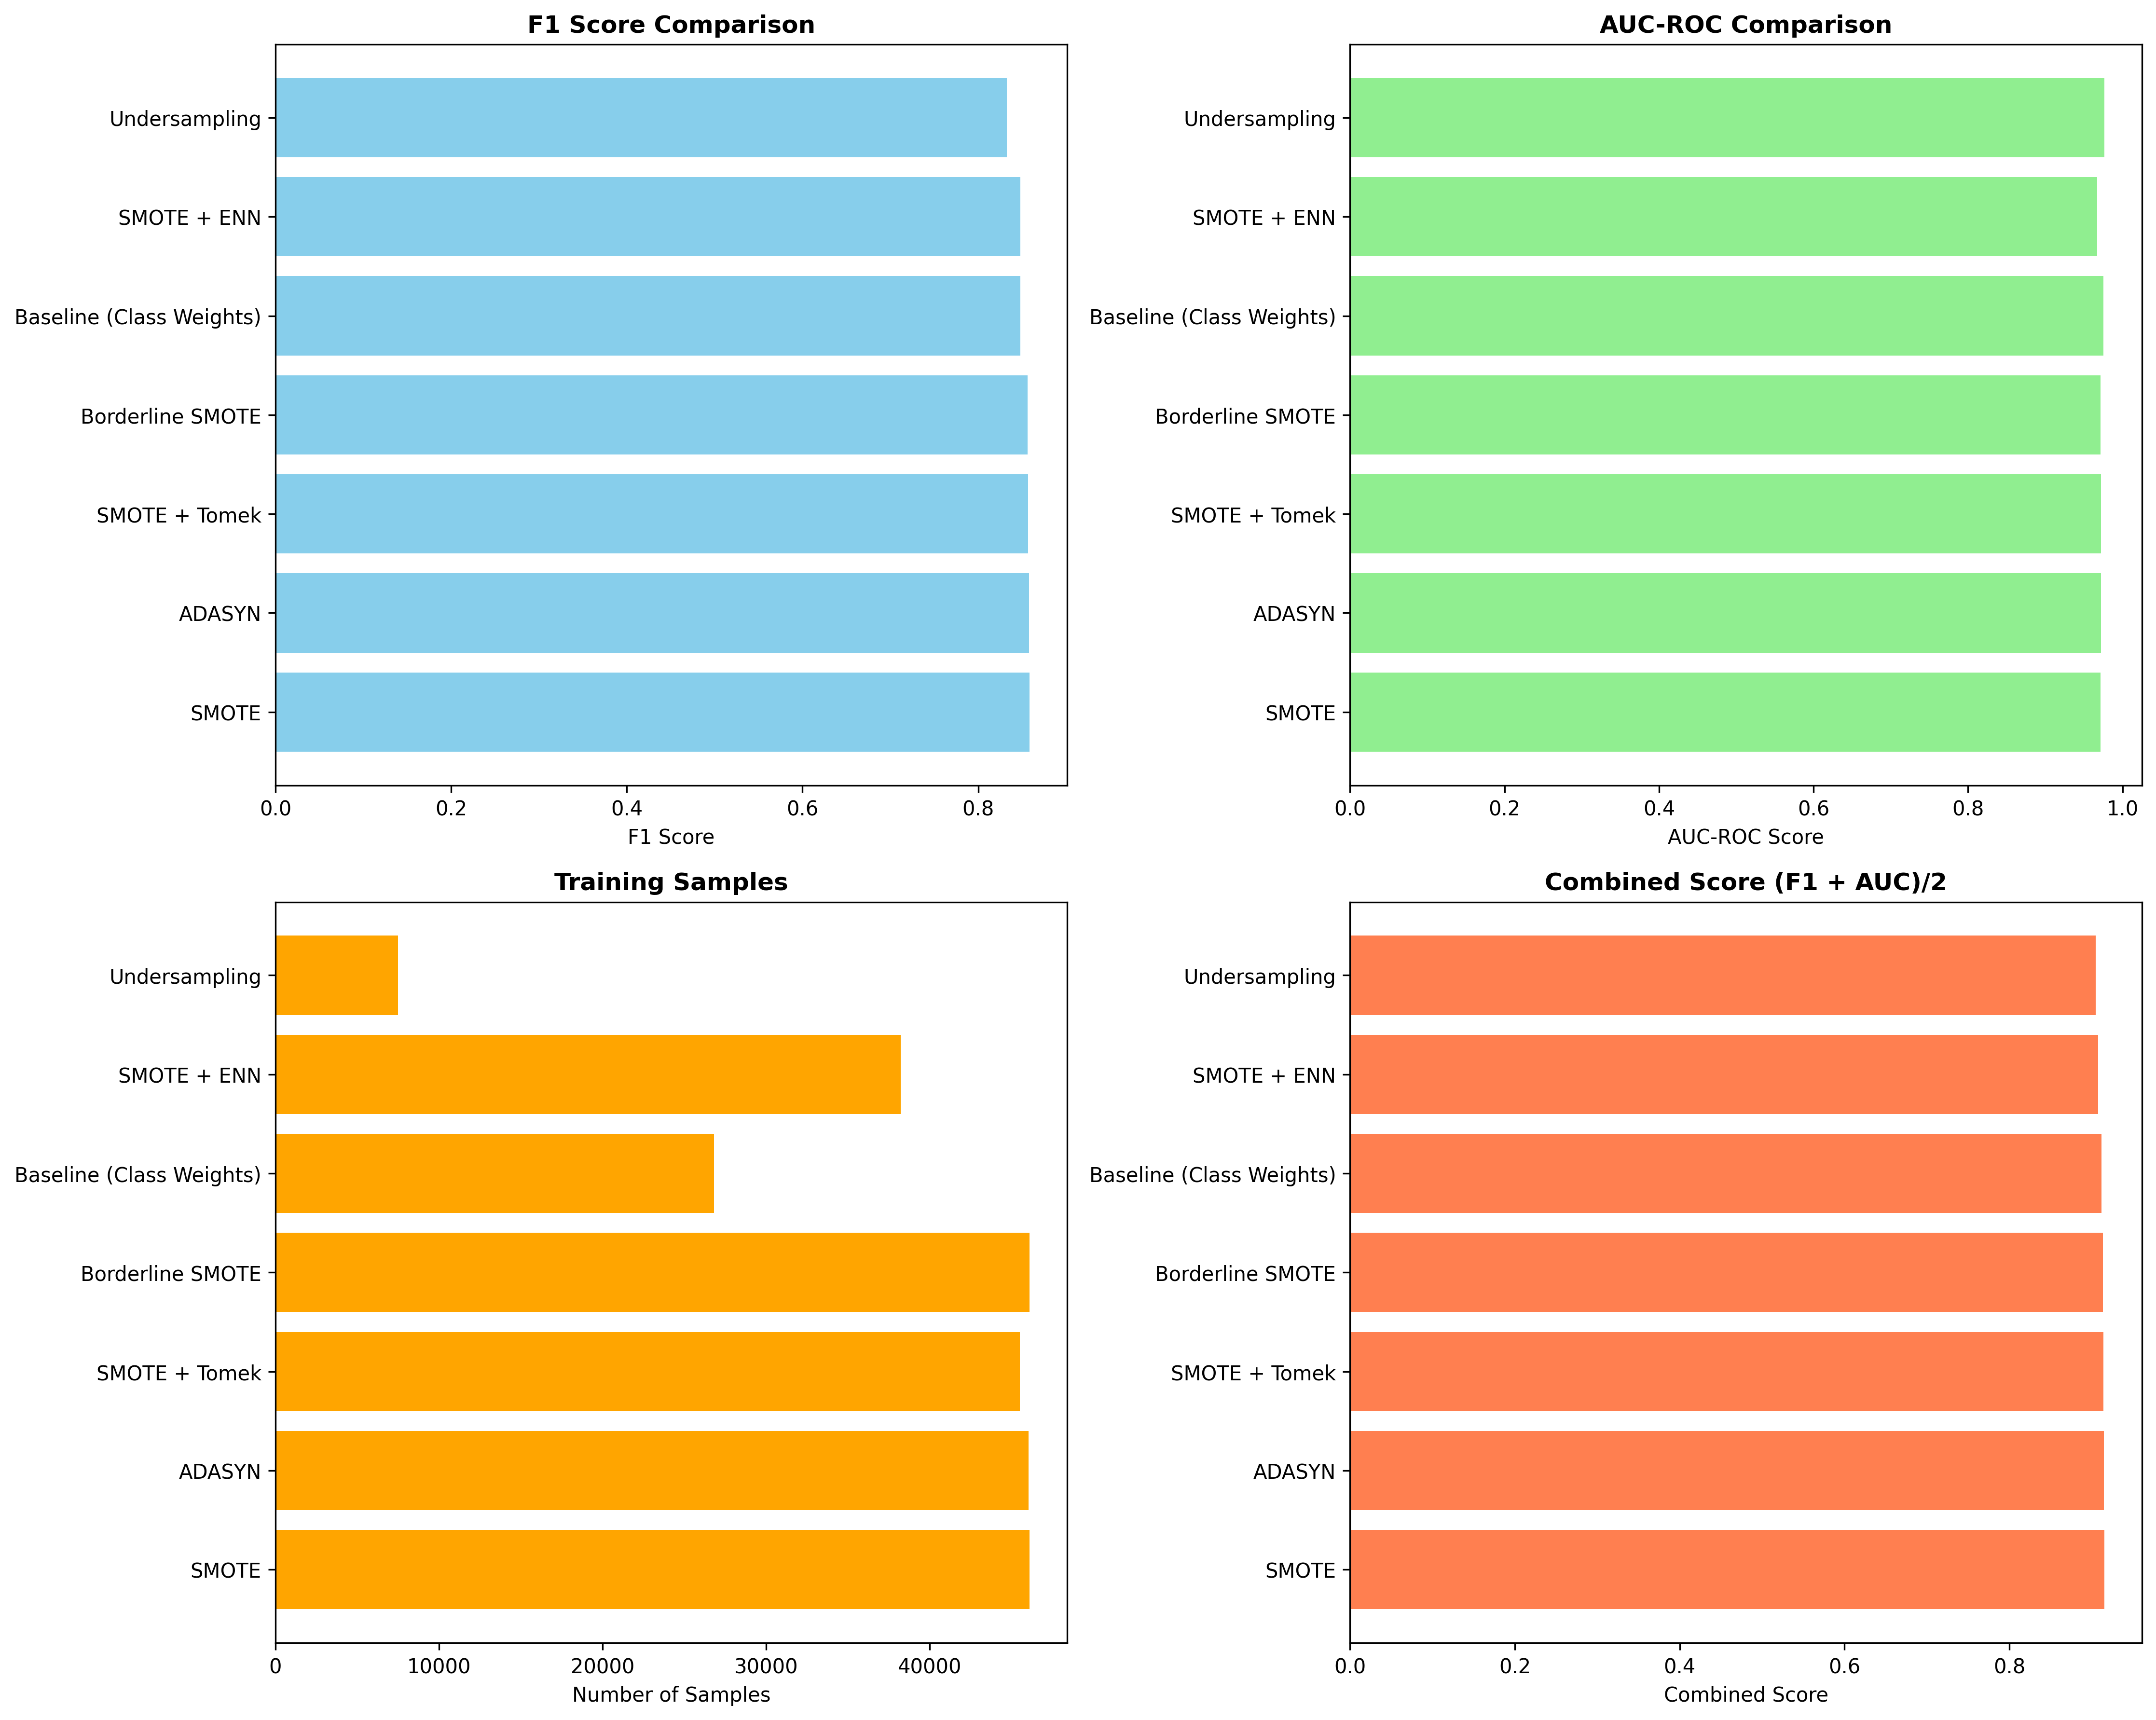 F1 Score Comparison
Undersampling
SMOTE + ENN
Baseline (Class Weights)
Borderline SMOTE
SMOTE + Tomek
ADASYN
SMOTE
0.0 0.2 0.4 0.6 0.8
F1 Score
AUC-ROC Comparison
Undersampling
SMOTE + ENN
Baseline (Class Weights)
Borderline SMOTE
SMOTE + Tomek
ADASYN
SMOTE
0.0 0.2 0.4 0.6 0.8 1.0
AUC-ROC Score
Training Samples
Undersampling
SMOTE + ENN
Baseline (Class Weights)
Borderline SMOTE
SMOTE + Tomek
ADASYN
SMOTE
0 10000 20000 30000 40000
Number of Samples
Combined Score (F1 + AUC)/2
Undersampling
SMOTE + ENN
Baseline (Class Weights)
Borderline SMOTE
SMOTE + Tomek
ADASYN
SMOTE
0.0 0.2 0.4 0.6 0.8
Combined Score